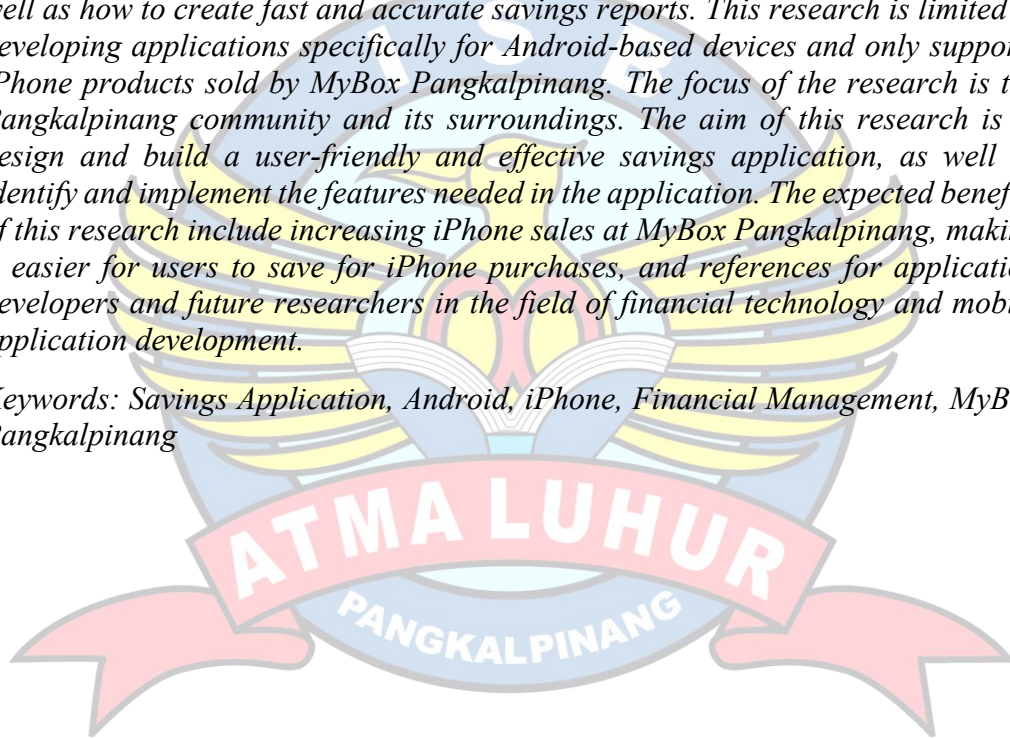 well as how to create fast and accurate savings reports. This research is limited
developing applications specifically for Android-based devices and only suppor
iPhone products sold by MyBox Pangkalpinang. The focus of the research is t
Pangkalpinang community and its surroundings. The aim of this research is
design and build a user-friendly and effective savings application, as well
identify and implement the features needed in the application. The expected benef
of this research include increasing iPhone sales at MyBox Pangkalpinang, makin
easier for users to save for iPhone purchases, and references for applicatio
developers and future researchers in the field of financial technology and mobi
application development.
Keywords: Savings Application, Android, iPhone, Financial Management, MyB
Pangkalpinang
ISB
ATMA LUHUR
PANGKALPINANG